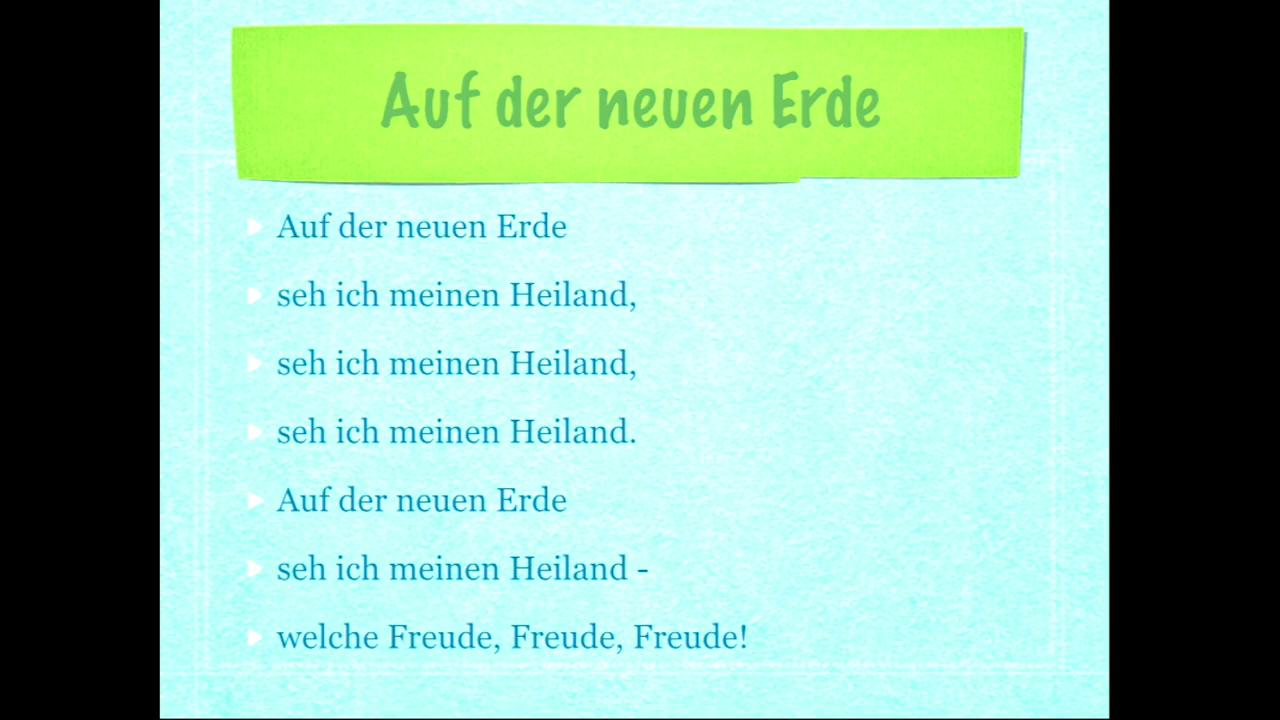 Auf der neuen Erde
Auf der neuen Erde
seh ich meinen Heiland,
seh ich meinen Heiland,
seh ich meinen Heiland.
Auf der neuen Erde
seh ich meinen Heiland -
welche Freude, Freude, Freude!